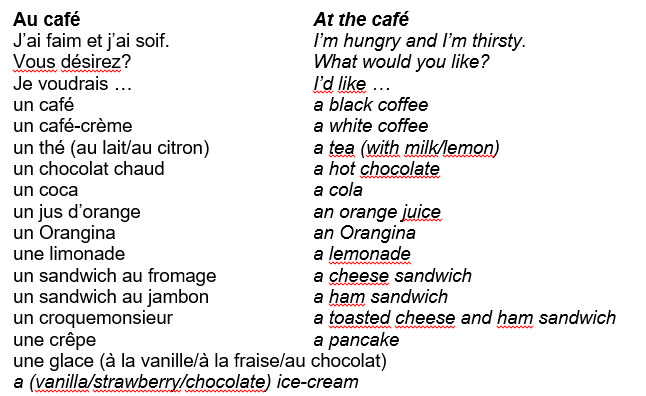 Au café At the café
J'ai faim et j'ai soif. I'm hungry and I'm thirsty.
Vous désirez? What would you like?
Je voudrais … I'd like …
un café a black coffee
un café-crème a white coffee
un thé (au lait/au citron) a tea (with milk/lemon)
un chocolat chaud a hot chocolate
un coca a cola
un jus d'orange an orange juice
un Orangina an Orangina
une limonade a lemonade
un sandwich au fromage a cheese sandwich
un sandwich au jambon a ham sandwich
un croquemonsieur a toasted cheese and ham sandwich
une crêpe a pancake
une glace (à la vanille/à la fraise/au chocolat)
a (vanilla/strawberry/chocolate) ice-cream